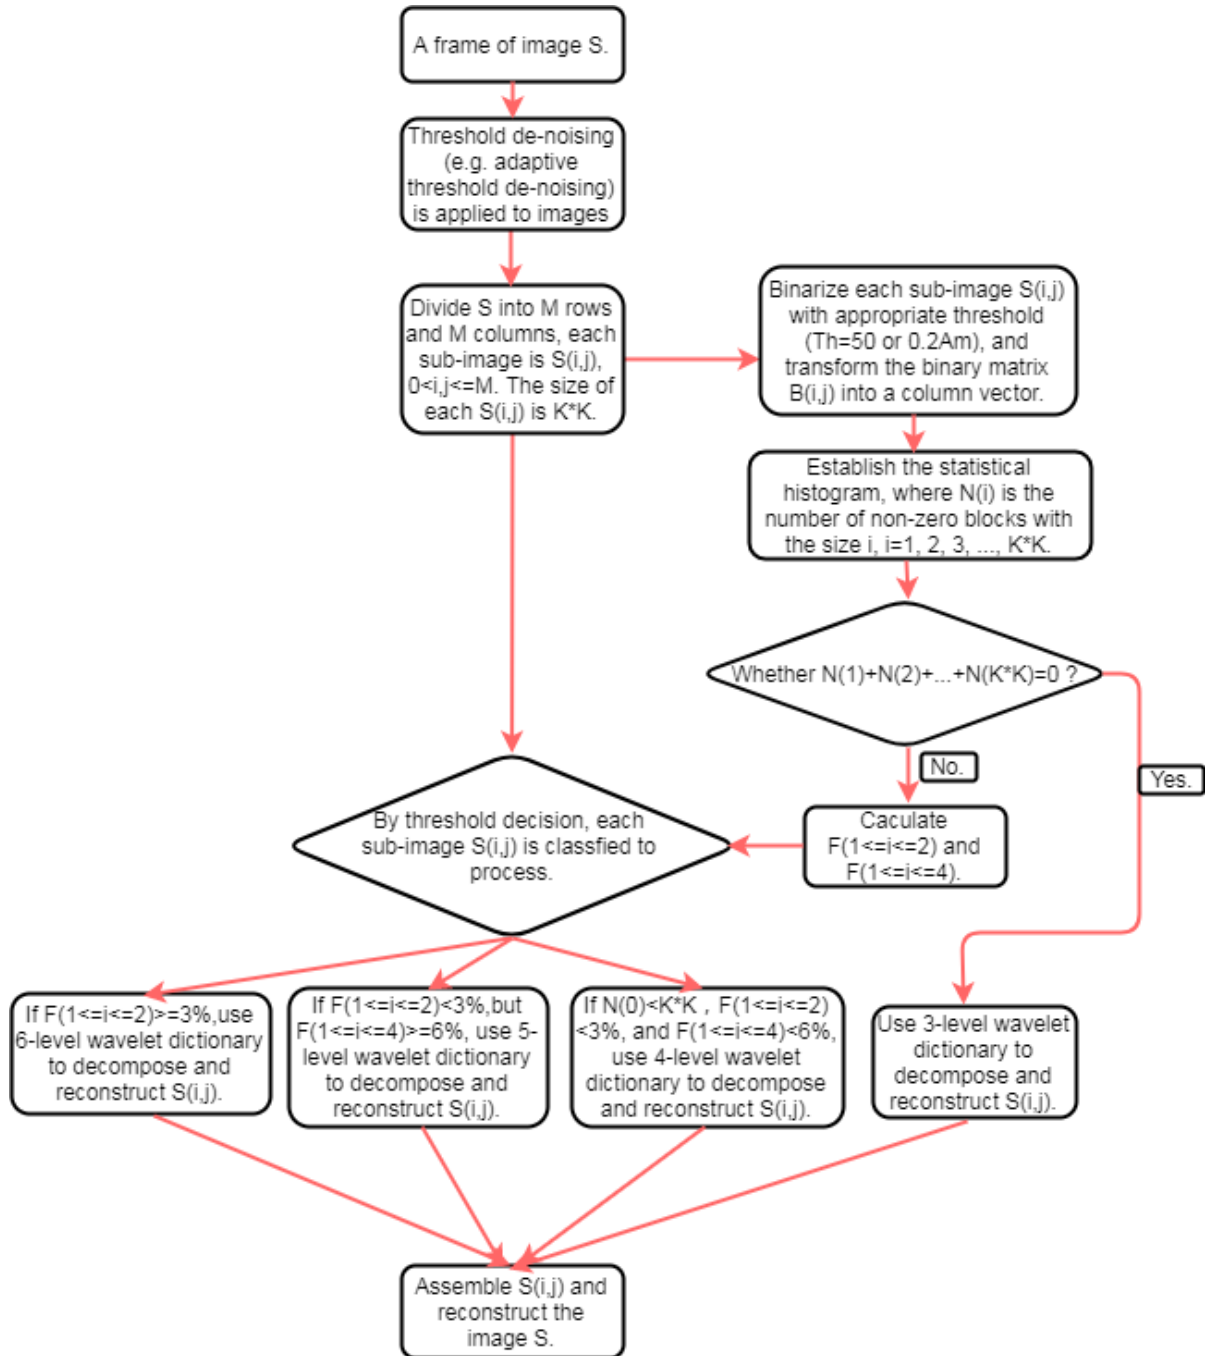 A frame of image S.
Threshold de-noising
(e.g. adaptive
threshold de-noising)
is applied to images
Divide S into M rows
and M columns, each
sub-image is S(i,j),
0<i,j<=M. The size of
each S(i,j) is K*K.
Binarize each sub-image S(i,j)
with appropriate threshold
(Th=50 or 0.2Am), and
transform the binary matrix
B(i,j) into a column vector.
Establish the statistical
histogram, where N(i) is the
number of non-zero blocks with
the size i, i=1, 2, 3, ..., K*K.
Whether N(1)+N(2)+...+N(K*K)=0 ?
No.
Yes.
Caculate
F(1<=i<=2) and
F(1<=i<=4).
By threshold decision, each
sub-image S(i,j) is classfied to
process.
If F(1<=i<=2)>=3%,use
6-level wavelet dictionary
to decompose and
reconstruct S(i,j).
If F(1<=i<=2)<3%,but
F(1<=i<=4)>=6%, use 5-
level wavelet dictionary
to decompose and
reconstruct S(i,j).
If N(0)<K*K , F(1<=i<=2)
<3%, and F(1<=i<=4)<6%,
use 4-level wavelet
dictionary to decompose
and reconstruct S(i,j).
Use 3-level wavelet
dictionary to
decompose and
reconstruct S(i,j).
Assemble S(i,j) and
reconstruct the
image S.